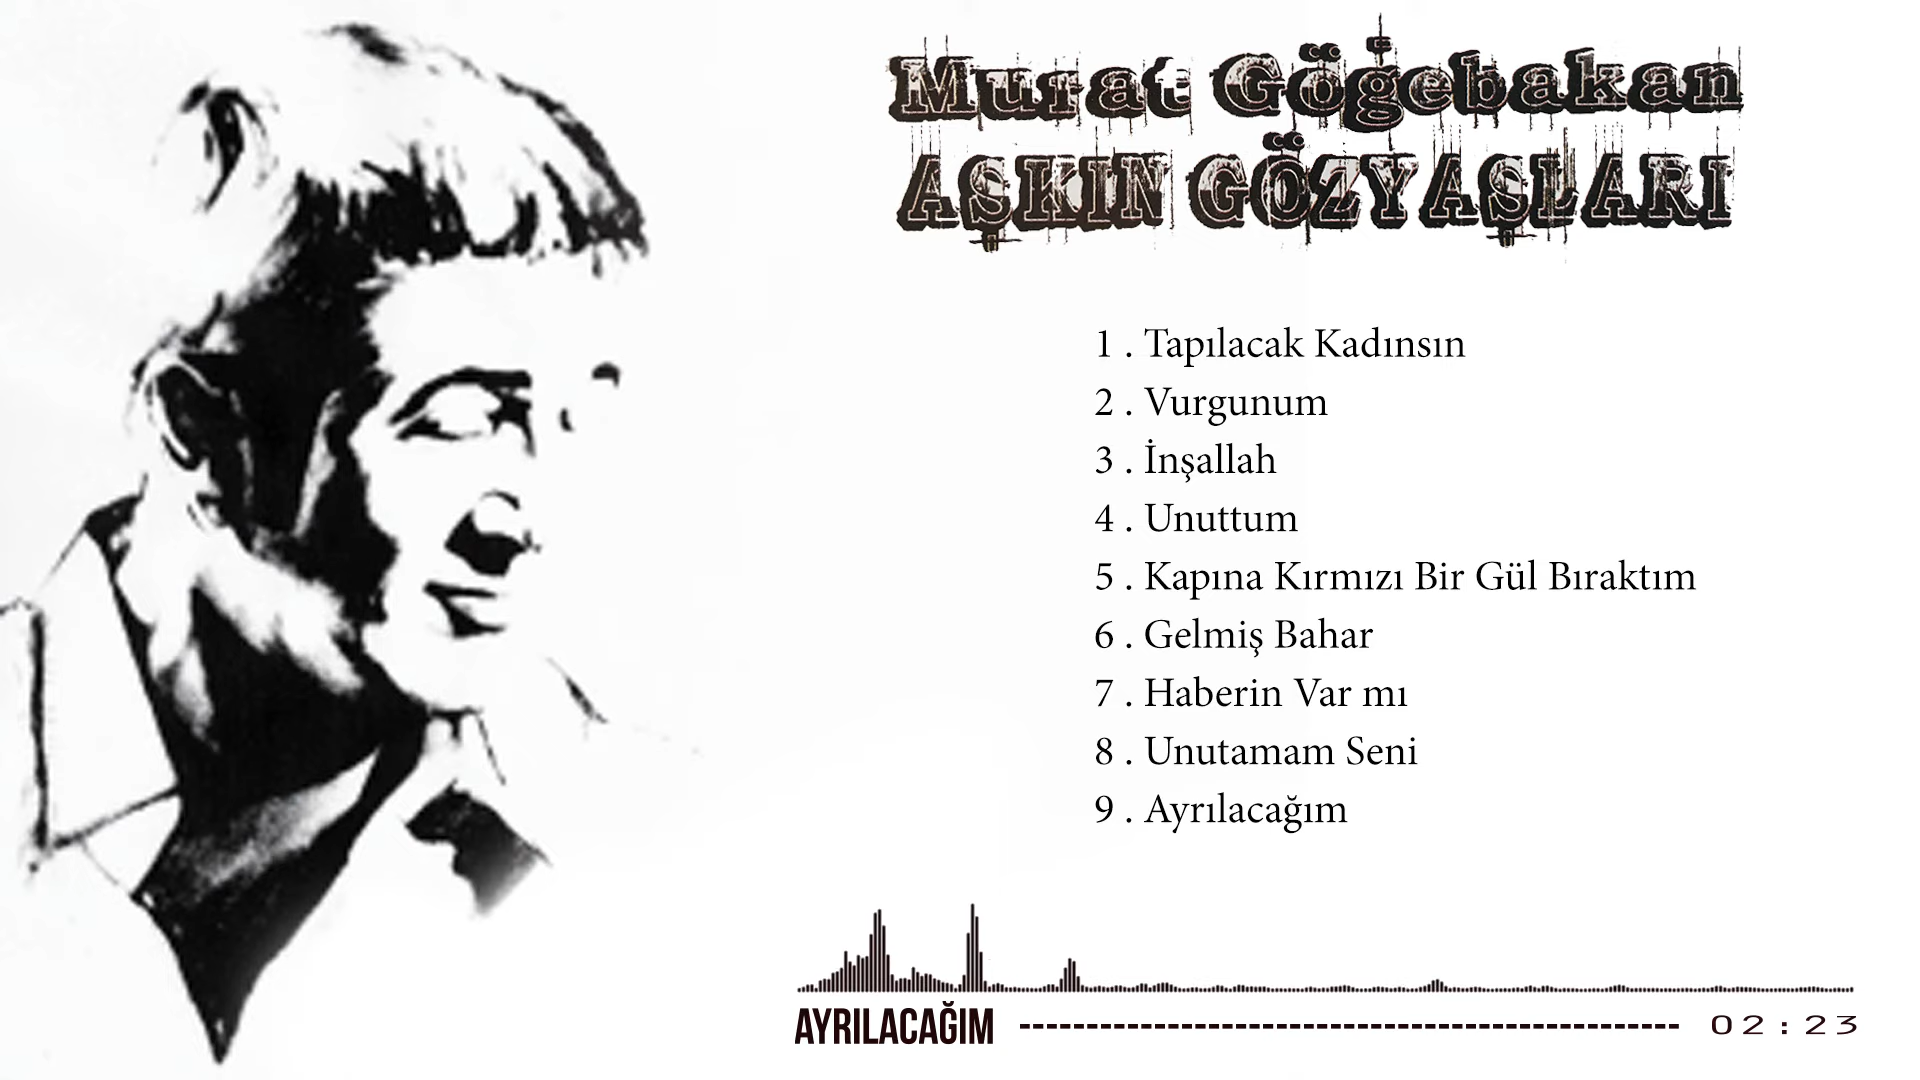 Murat Göğebakan
AŞKIN GÖZYAŞLARI
1 . Tapılacak Kadınsın
2 . Vurgunum
3 . İnşallah
4 . Unuttum
5 . Kapına Kırmızı Bir Gül Bıraktım
6 . Gelmiş Bahar
7 . Haberin Var mı
8 . Unutamam Seni
9 . Ayrılacağım
AYRILACAĞIM 02:23